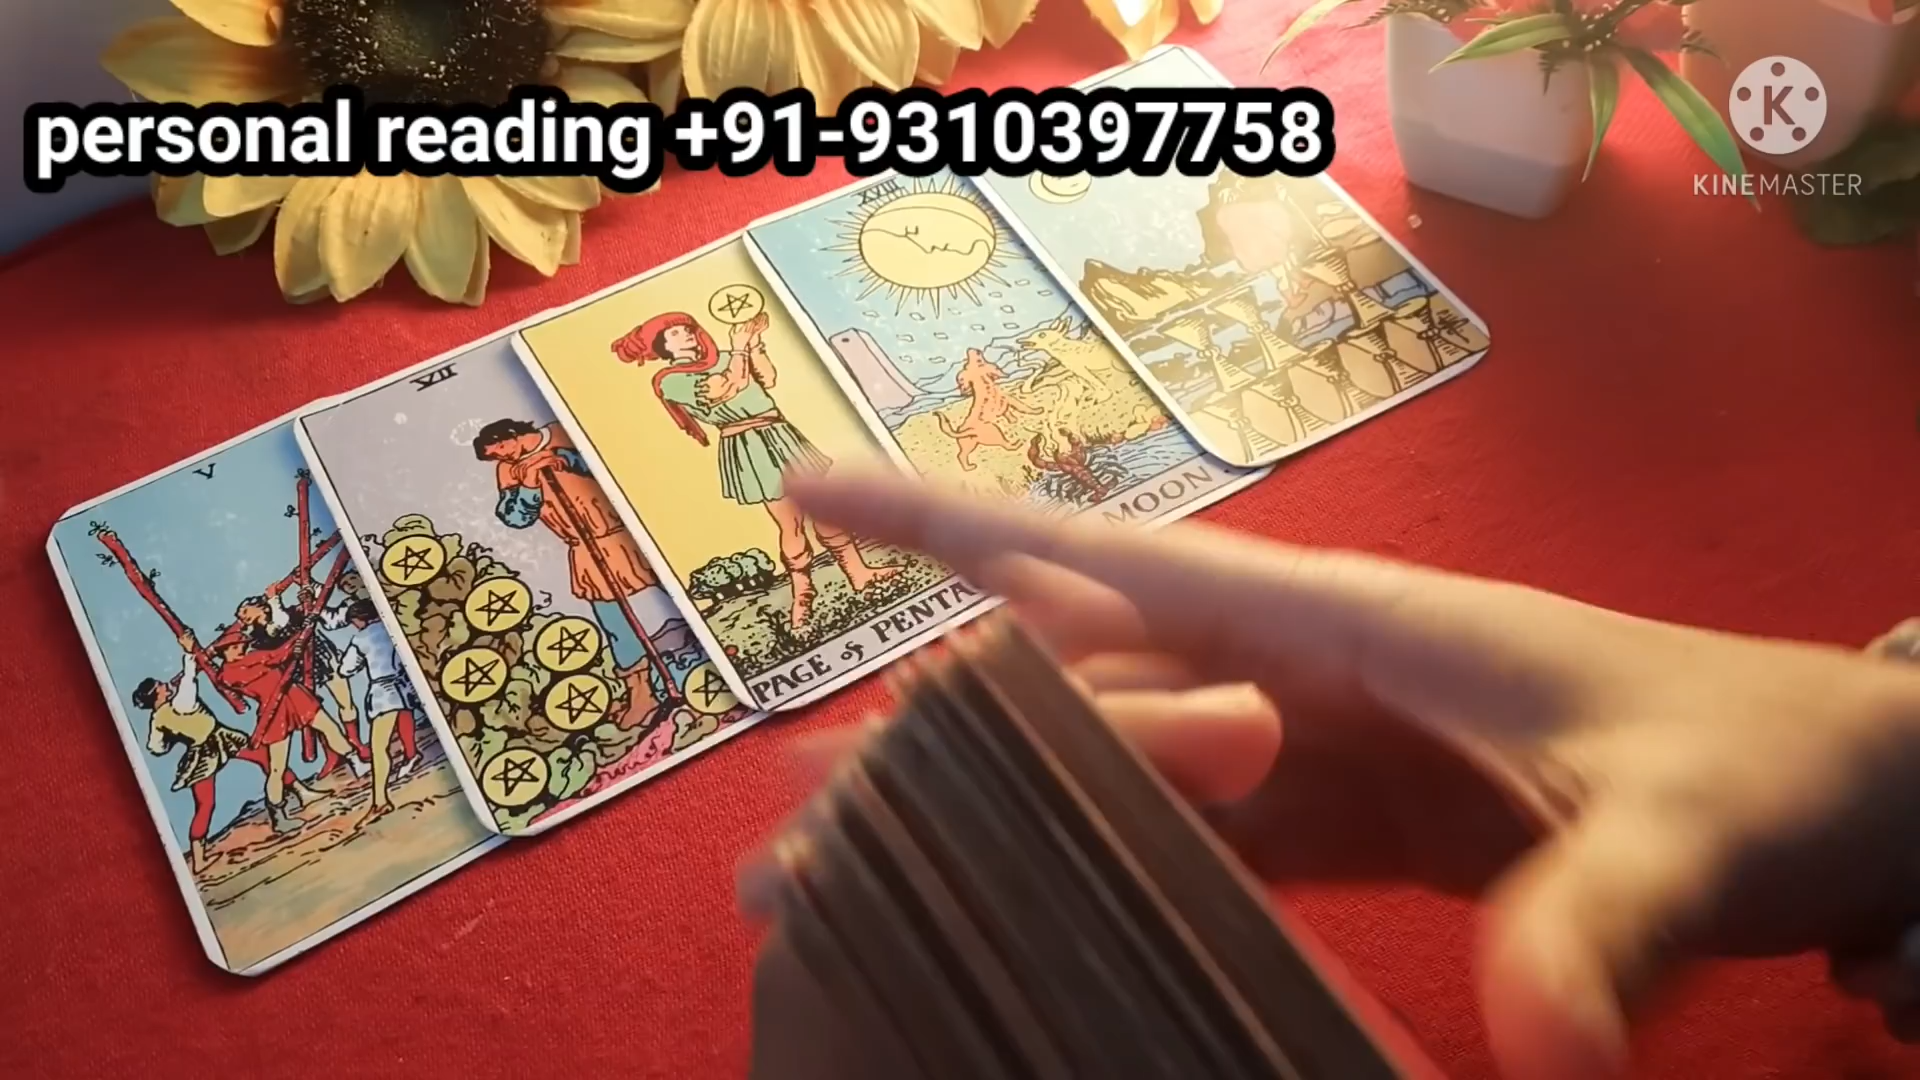 personal reading +91-9310397758
K
KINEMASTER
XVIII
VII
V
MOON
PAGE of PENTA